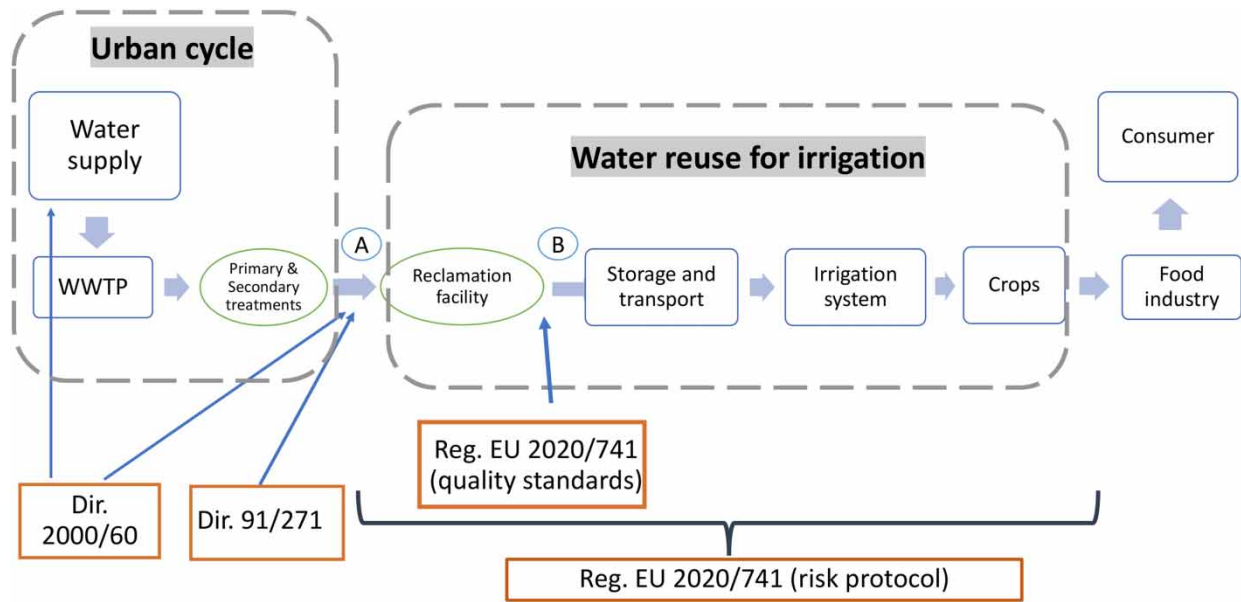 Urban cycle
Water
supply
WWTP
Primary &
Secondary
treatments
A
Water reuse for irrigation
Reclamation
facility
B
Storage and
transport
Irrigation
system
Crops
Consumer
Food
industry
Dir.
2000/60
Dir. 91/271
Reg. EU 2020/741
(quality standards)
Reg. EU 2020/741 (risk protocol)